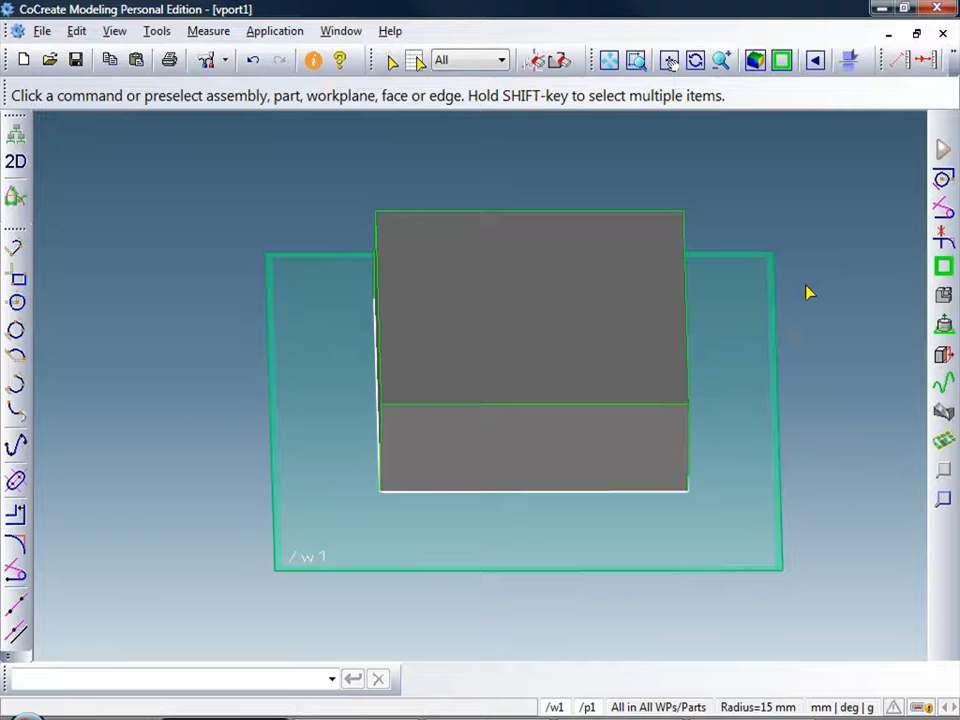 CoCreate Modeling Personal Edition - [vport1]
File Edit View Tools Measure Application Window Help
All
Click a command or preselect assembly, part, workplane, face or edge. Hold SHIFT-key to select multiple items.
2D
/w1
/w1 /p1 All in All WPs/Parts Radius=15 mm mm | deg | g